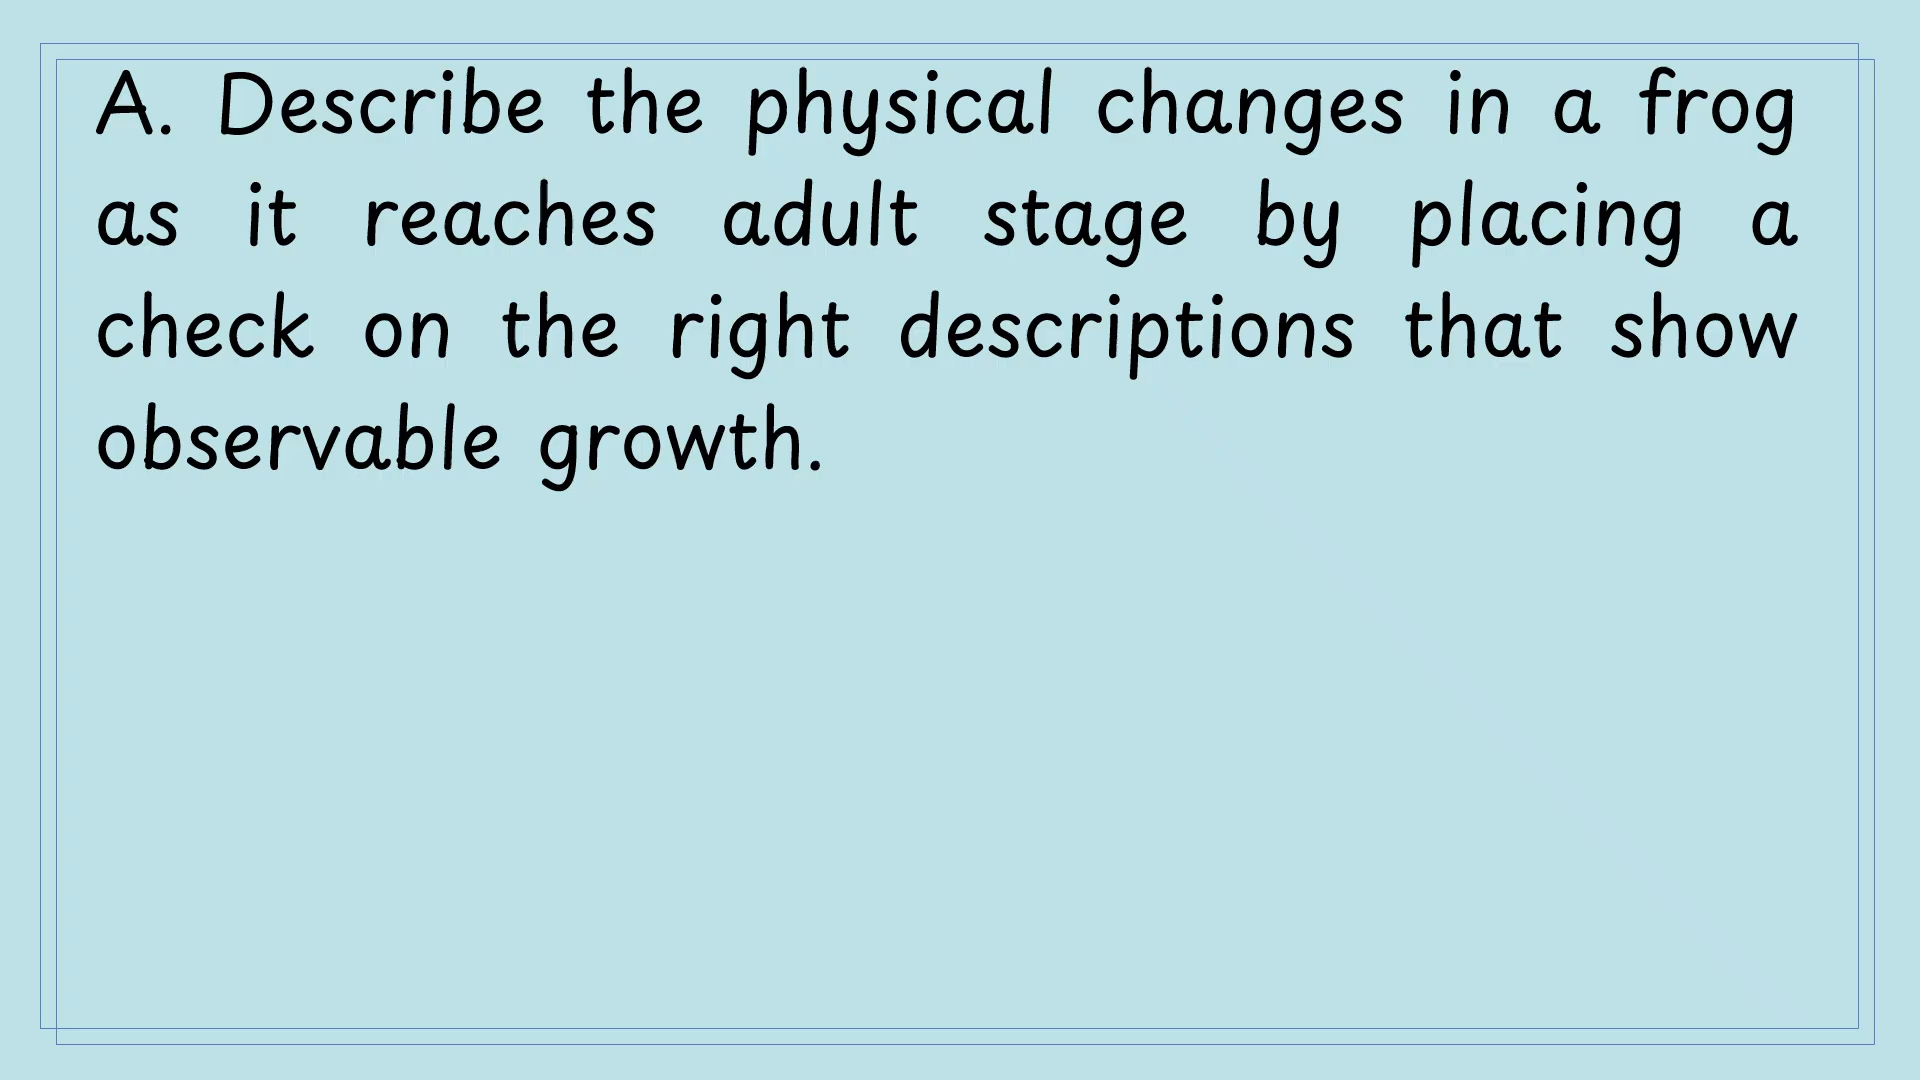 A. Describe the physical changes in a frog
as it reaches adult stage by placing a
check on the right descriptions that show
observable growth.